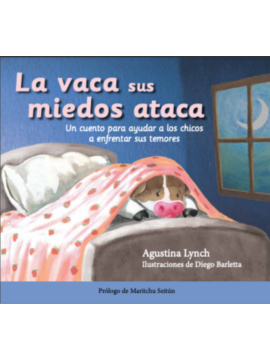 La vaca sus
miedos ataca
Un cuento para ayudar a los chicos
a enfrentar sus temores
Agustina Lynch
Ilustraciones de Diego Barletta
Prólogo de Maritchu Seitún